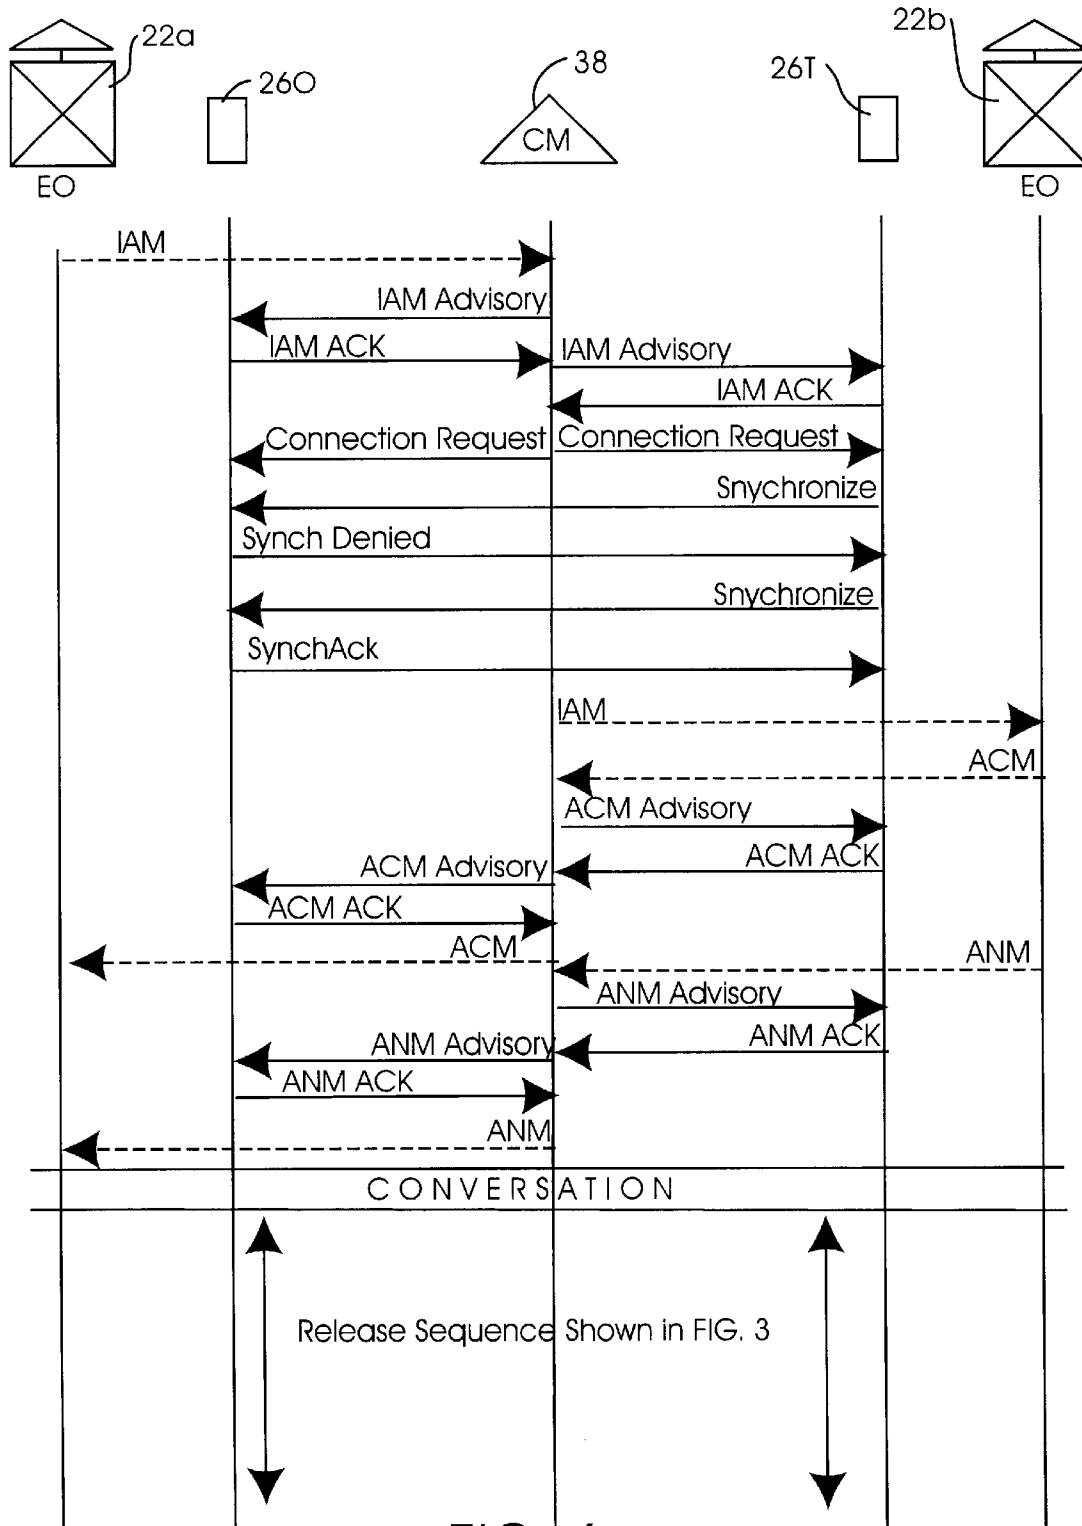 22a
26O
38
26T
22b
CM
EO
EO
IAM
IAM Advisory
IAM ACK
IAM Advisory
IAM ACK
Connection Request
Connection Request
Snychronize
Synch Denied
Snychronize
SynchAck
IAM
ACM
ACM Advisory
ACM ACK
ACM Advisory
ACM ACK
ACM
ANM
ANM Advisory
ANM ACK
ANM Advisory
ANM ACK
ANM
CONVERSATION
Release Sequence Shown in FIG. 3